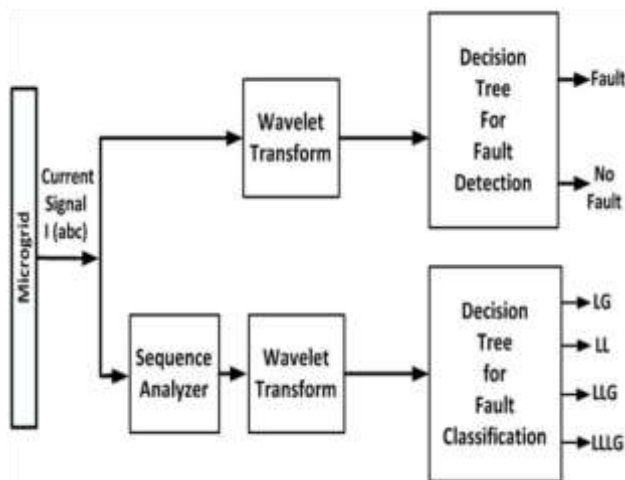 Microgrid
Current
Signal
I (abc)
Wavelet
Transform
Decision
Tree
For
Fault
Detection
Fault
No
Fault
Sequence
Analyzer
Wavelet
Transform
Decision
Tree
for
Fault
Classification
LG
LL
LLG
LLLG